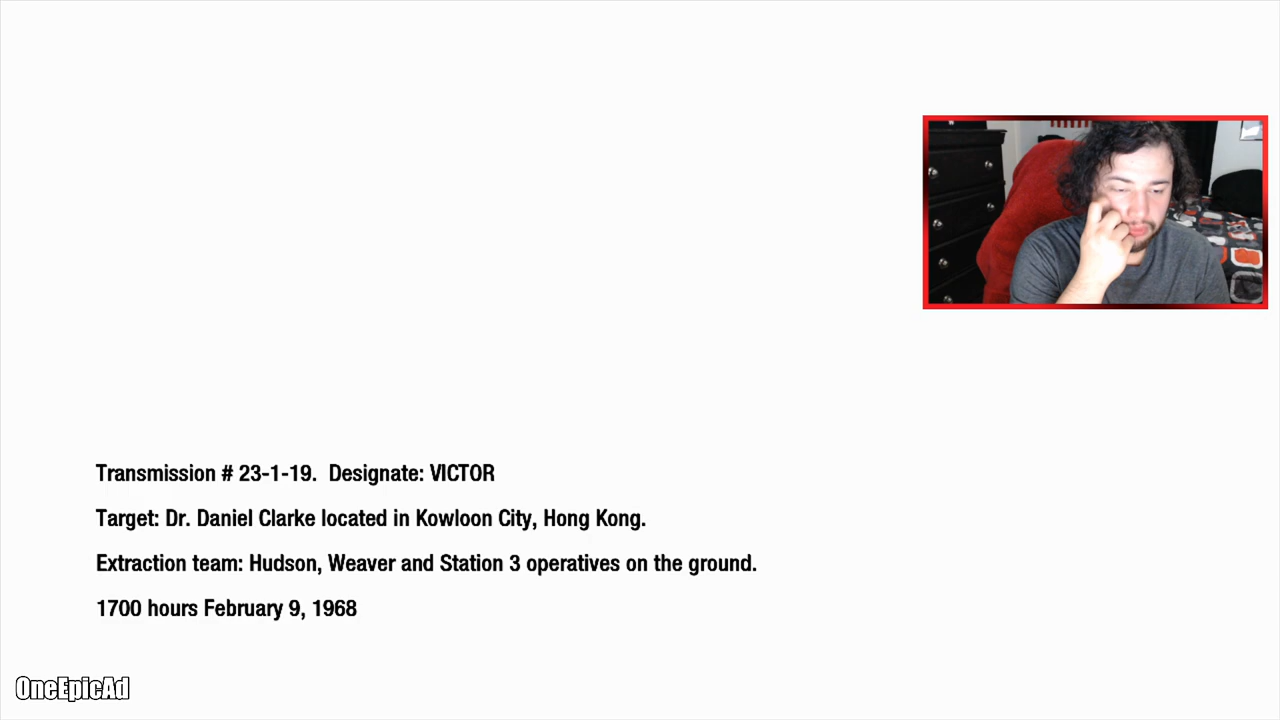 Transmission # 23-1-19.  Designate: VICTOR
Target: Dr. Daniel Clarke located in Kowloon City, Hong Kong.
Extraction team: Hudson, Weaver and Station 3 operatives on the ground.
1700 hours February 9, 1968
OneEpicAd